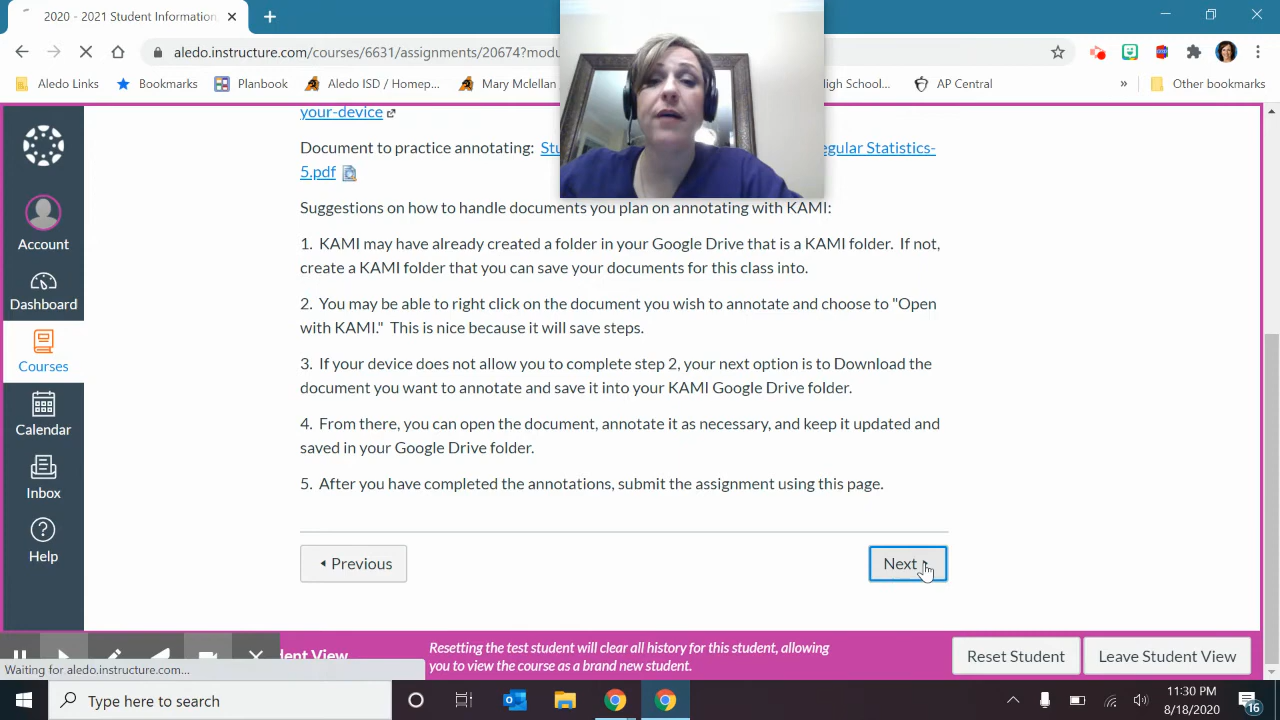 2020 - 2021 Student Information
aledo.instructure.com/courses/6631/assignments/20674?modu
Aledo Links
Bookmarks
Planbook
Aledo ISD / Homep...
Mary Mclellan
High School...
AP Central
»
Other bookmarks
your-device
Document to practice annotating: Stu egular Statistics-
5.pdf
Suggestions on how to handle documents you plan on annotating with KAMI:
1. KAMI may have already created a folder in your Google Drive that is a KAMI folder. If not,
create a KAMI folder that you can save your documents for this class into.
2. You may be able to right click on the document you wish to annotate and choose to "Open
with KAMI." This is nice because it will save steps.
3. If your device does not allow you to complete step 2, your next option is to Download the
document you want to annotate and save it into your KAMI Google Drive folder.
4. From there, you can open the document, annotate it as necessary, and keep it updated and
saved in your Google Drive folder.
5. After you have completed the annotations, submit the assignment using this page.
Previous
Next
Account
Dashboard
Courses
Calendar
Inbox
Help
dent View
Resetting the test student will clear all history for this student, allowing
you to view the course as a brand new student.
Reset Student
Leave Student View
Waiting for aledo.instructure.com...
Type here to search
11:30 PM
8/18/2020
16